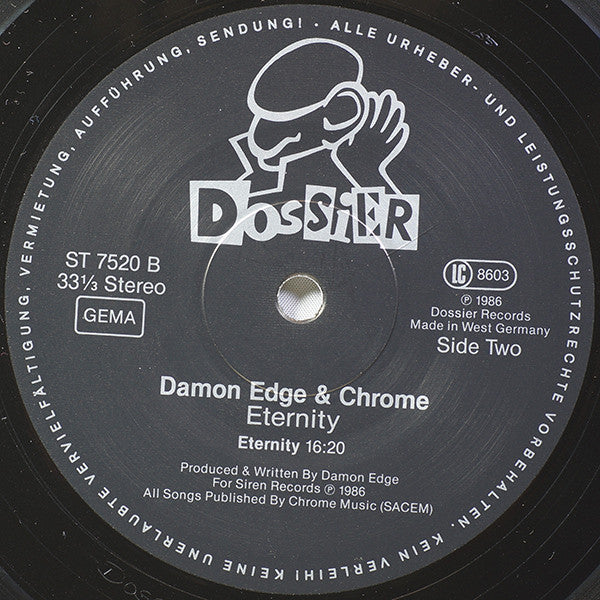 ALLE URHEBER- UND LEISTUNGSSCHUTZRECHTE VORBEHALTEN. KEIN VERLEIH! KEINE UNERLAUBTE VERVIELFÄLTIGUNG, VERMIETUNG, AUFFÜHRUNG, SENDUNG! ·
DOSSiER
ST 7520 B
33⅓ Stereo
GEMA
LC 8603
℗ 1986
Dossier Records
Made in West Germany
Side Two
Damon Edge & Chrome
Eternity
Eternity 16:20
Produced & Written By Damon Edge
For Siren Records ℗ 1986
All Songs Published By Chrome Music (SACEM)